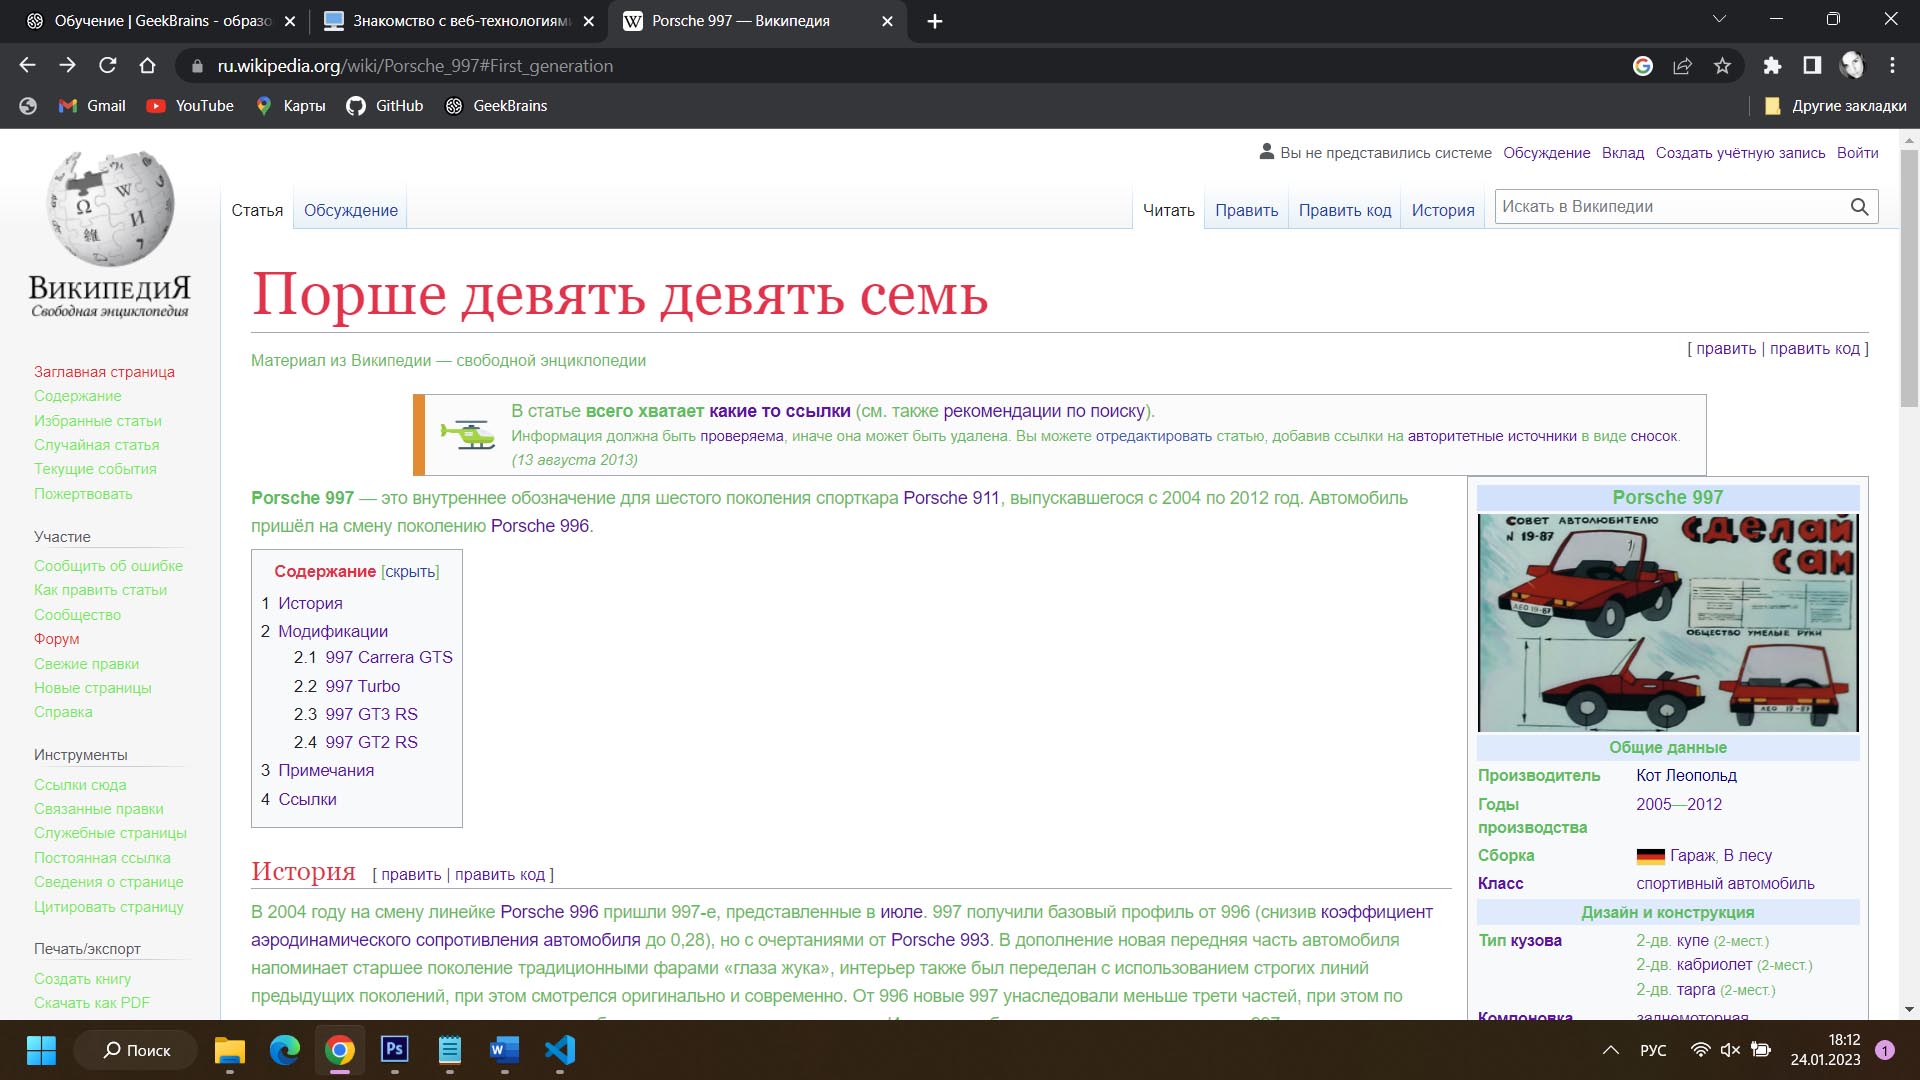 Обучение | GeekBrains - образо
Знакомство с веб-технологиями
Porsche 997 — Википедия
ru.wikipedia.org/wiki/Porsche_997#First_generation
Gmail
YouTube
Карты
GitHub
GeekBrains
Другие закладки
Вы не представились системе Обсуждение Вклад Создать учётную запись Войти
Статья Обсуждение Читать Править Править код История Искать в Википедии
ВикипедиЯ
Свободная энциклопедия
Порше девять девять семь
[ править | править код ]
Материал из Википедии — свободной энциклопедии
Заглавная страница
Содержание
Избранные статьи
Случайная статья
Текущие события
Пожертвовать
Участие
Сообщить об ошибке
Как править статьи
Сообщество
Форум
Свежие правки
Новые страницы
Справка
Инструменты
Ссылки сюда
Связанные правки
Служебные страницы
Постоянная ссылка
Сведения о странице
Цитировать страницу
Печать/экспорт
Создать книгу
Скачать как PDF
В статье всего хватает какие то ссылки (см. также рекомендации по поиску).
Информация должна быть проверяема, иначе она может быть удалена. Вы можете отредактировать статью, добавив ссылки на авторитетные источники в виде сносок.
(13 августа 2013)
Porsche 997 — это внутреннее обозначение для шестого поколения спорткара Porsche 911, выпускавшегося с 2004 по 2012 год. Автомобиль
пришёл на смену поколению Porsche 996.
Содержание [скрыть]
1 История
2 Модификации
2.1 997 Carrera GTS
2.2 997 Turbo
2.3 997 GT3 RS
2.4 997 GT2 RS
3 Примечания
4 Ссылки
История [ править | править код ]
В 2004 году на смену линейке Porsche 996 пришли 997-е, представленные в июле. 997 получили базовый профиль от 996 (снизив коэффициент
аэродинамического сопротивления автомобиля до 0,28), но с очертаниями от Porsche 993. В дополнение новая передняя часть автомобиля
напоминает старшее поколение традиционными фарами «глаза жука», интерьер также был переделан с использованием строгих линий
предыдущих поколений, при этом смотрелся оригинально и современно. От 996 новые 997 унаследовали меньше трети частей, при этом по
Porsche 997
Совет автолюбителю
N 19-87
сделай
сам
ЛЕО 19-87
Общество умелые руки
ЛЕО 19-87
Общие данные
Производитель Кот Леопольд
Годы 2005—2012
производства
Сборка Гараж, В лесу
Класс спортивный автомобиль
Дизайн и конструкция
Тип кузова 2-дв. купе (2-мест.)
2-дв. кабриолет (2-мест.)
2-дв. тарга (2-мест.)
Компоновка заднемоторная
Поиск
РУС
18:12
24.01.2023
1